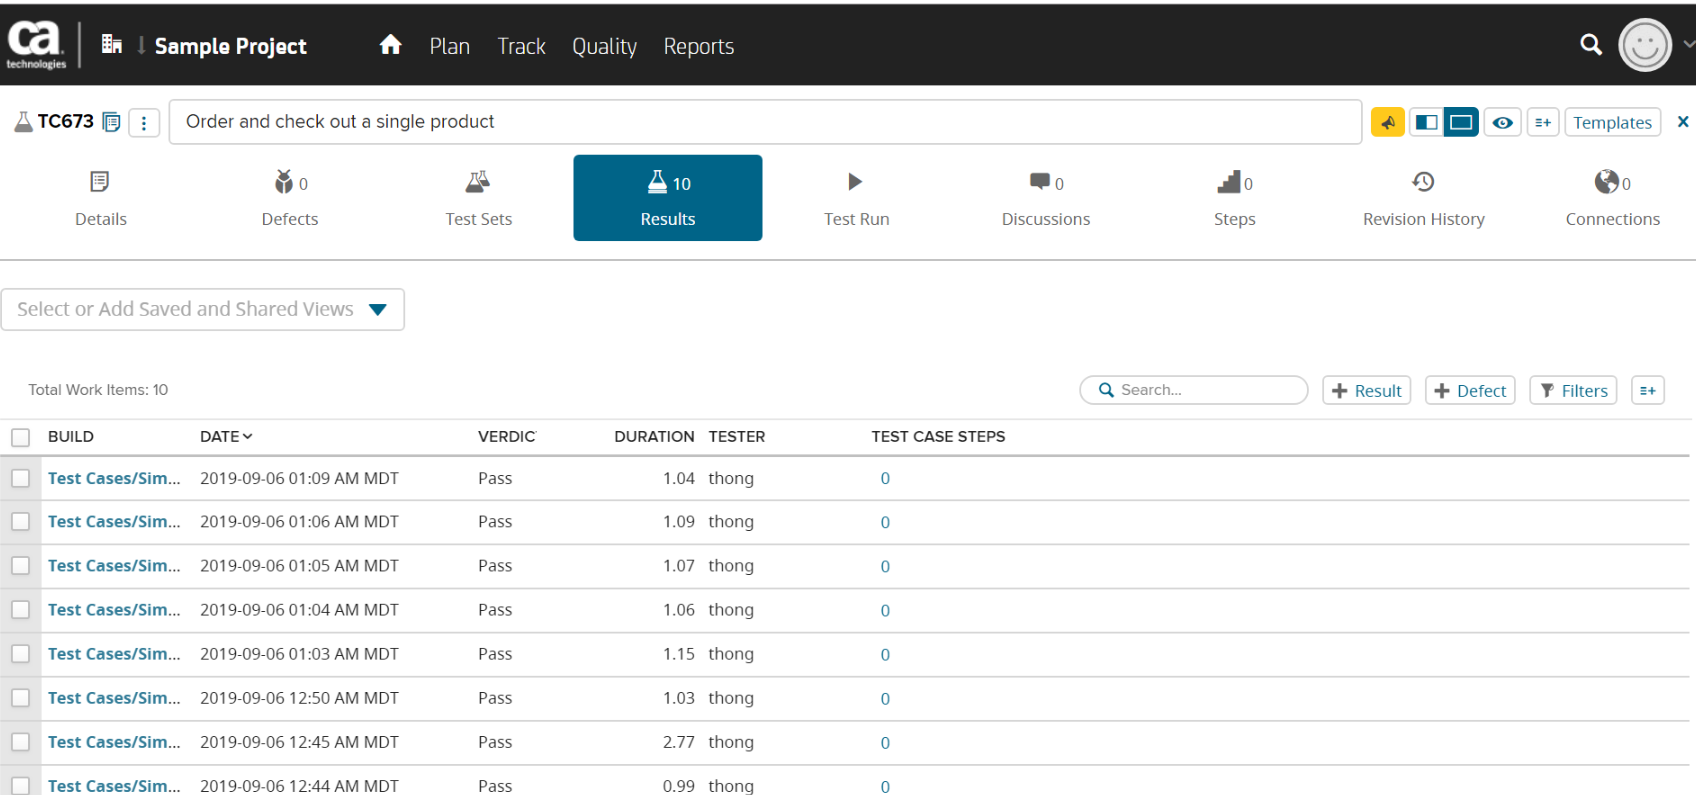 ca technologies Sample Project Plan Track Quality Reports
TC673 Order and check out a single product Templates
Details
0 Defects
Test Sets
10 Results
Test Run
0 Discussions
0 Steps
Revision History
0 Connections
Select or Add Saved and Shared Views
Total Work Items: 10 Search... Result Defect Filters
BUILD DATE VERDIC DURATION TESTER TEST CASE STEPS
Test Cases/Sim... 2019-09-06 01:09 AM MDT Pass 1.04 thong 0
Test Cases/Sim... 2019-09-06 01:06 AM MDT Pass 1.09 thong 0
Test Cases/Sim... 2019-09-06 01:05 AM MDT Pass 1.07 thong 0
Test Cases/Sim... 2019-09-06 01:04 AM MDT Pass 1.06 thong 0
Test Cases/Sim... 2019-09-06 01:03 AM MDT Pass 1.15 thong 0
Test Cases/Sim... 2019-09-06 12:50 AM MDT Pass 1.03 thong 0
Test Cases/Sim... 2019-09-06 12:45 AM MDT Pass 2.77 thong 0
Test Cases/Sim... 2019-09-06 12:44 AM MDT Pass 0.99 thong 0